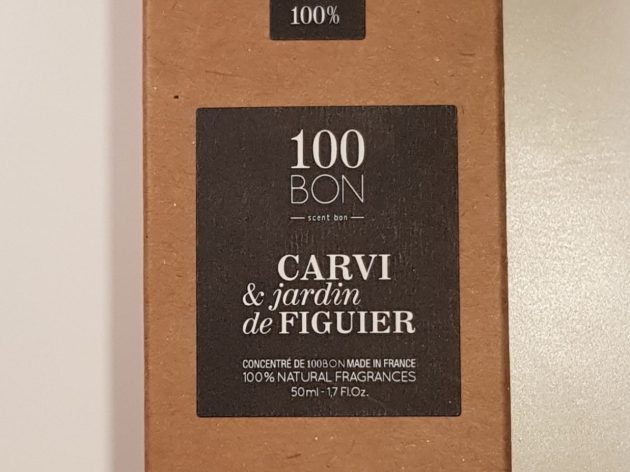 100%
100
BON
scent bon
CARVI
& jardin
de FIGUIER
CONCENTRÉ DE 100BON MADE IN FRANCE
100% NATURAL FRAGRANCES
50ml - 1,7 Fl.Oz.